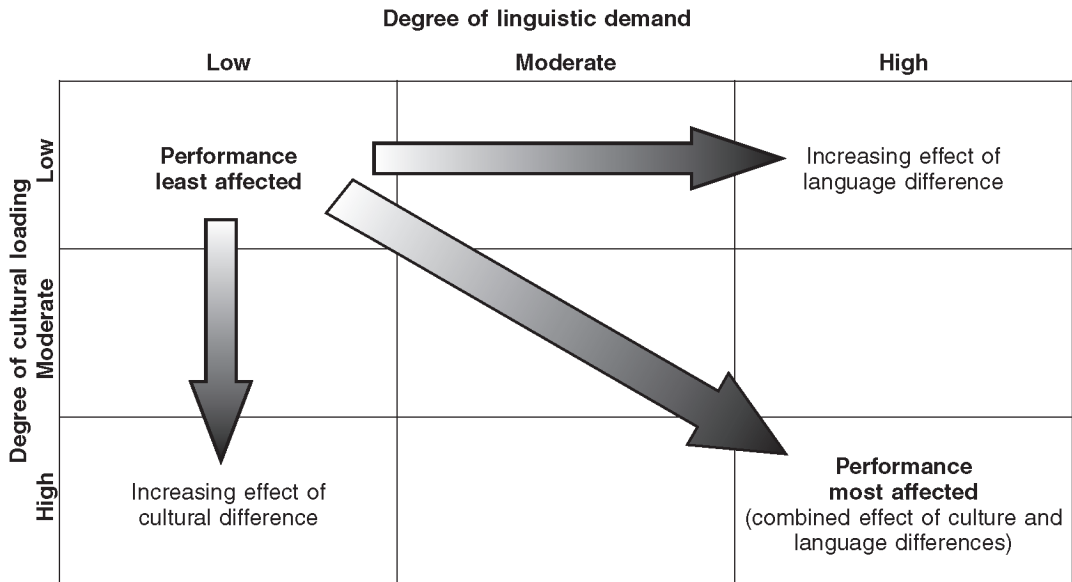 Degree of linguistic demand
Low
Moderate
High
Degree of cultural loading
Low
Performance
least affected
Increasing effect of
language difference
Moderate
High
Increasing effect of
cultural difference
Performance
most affected
(combined effect of culture and
language differences)